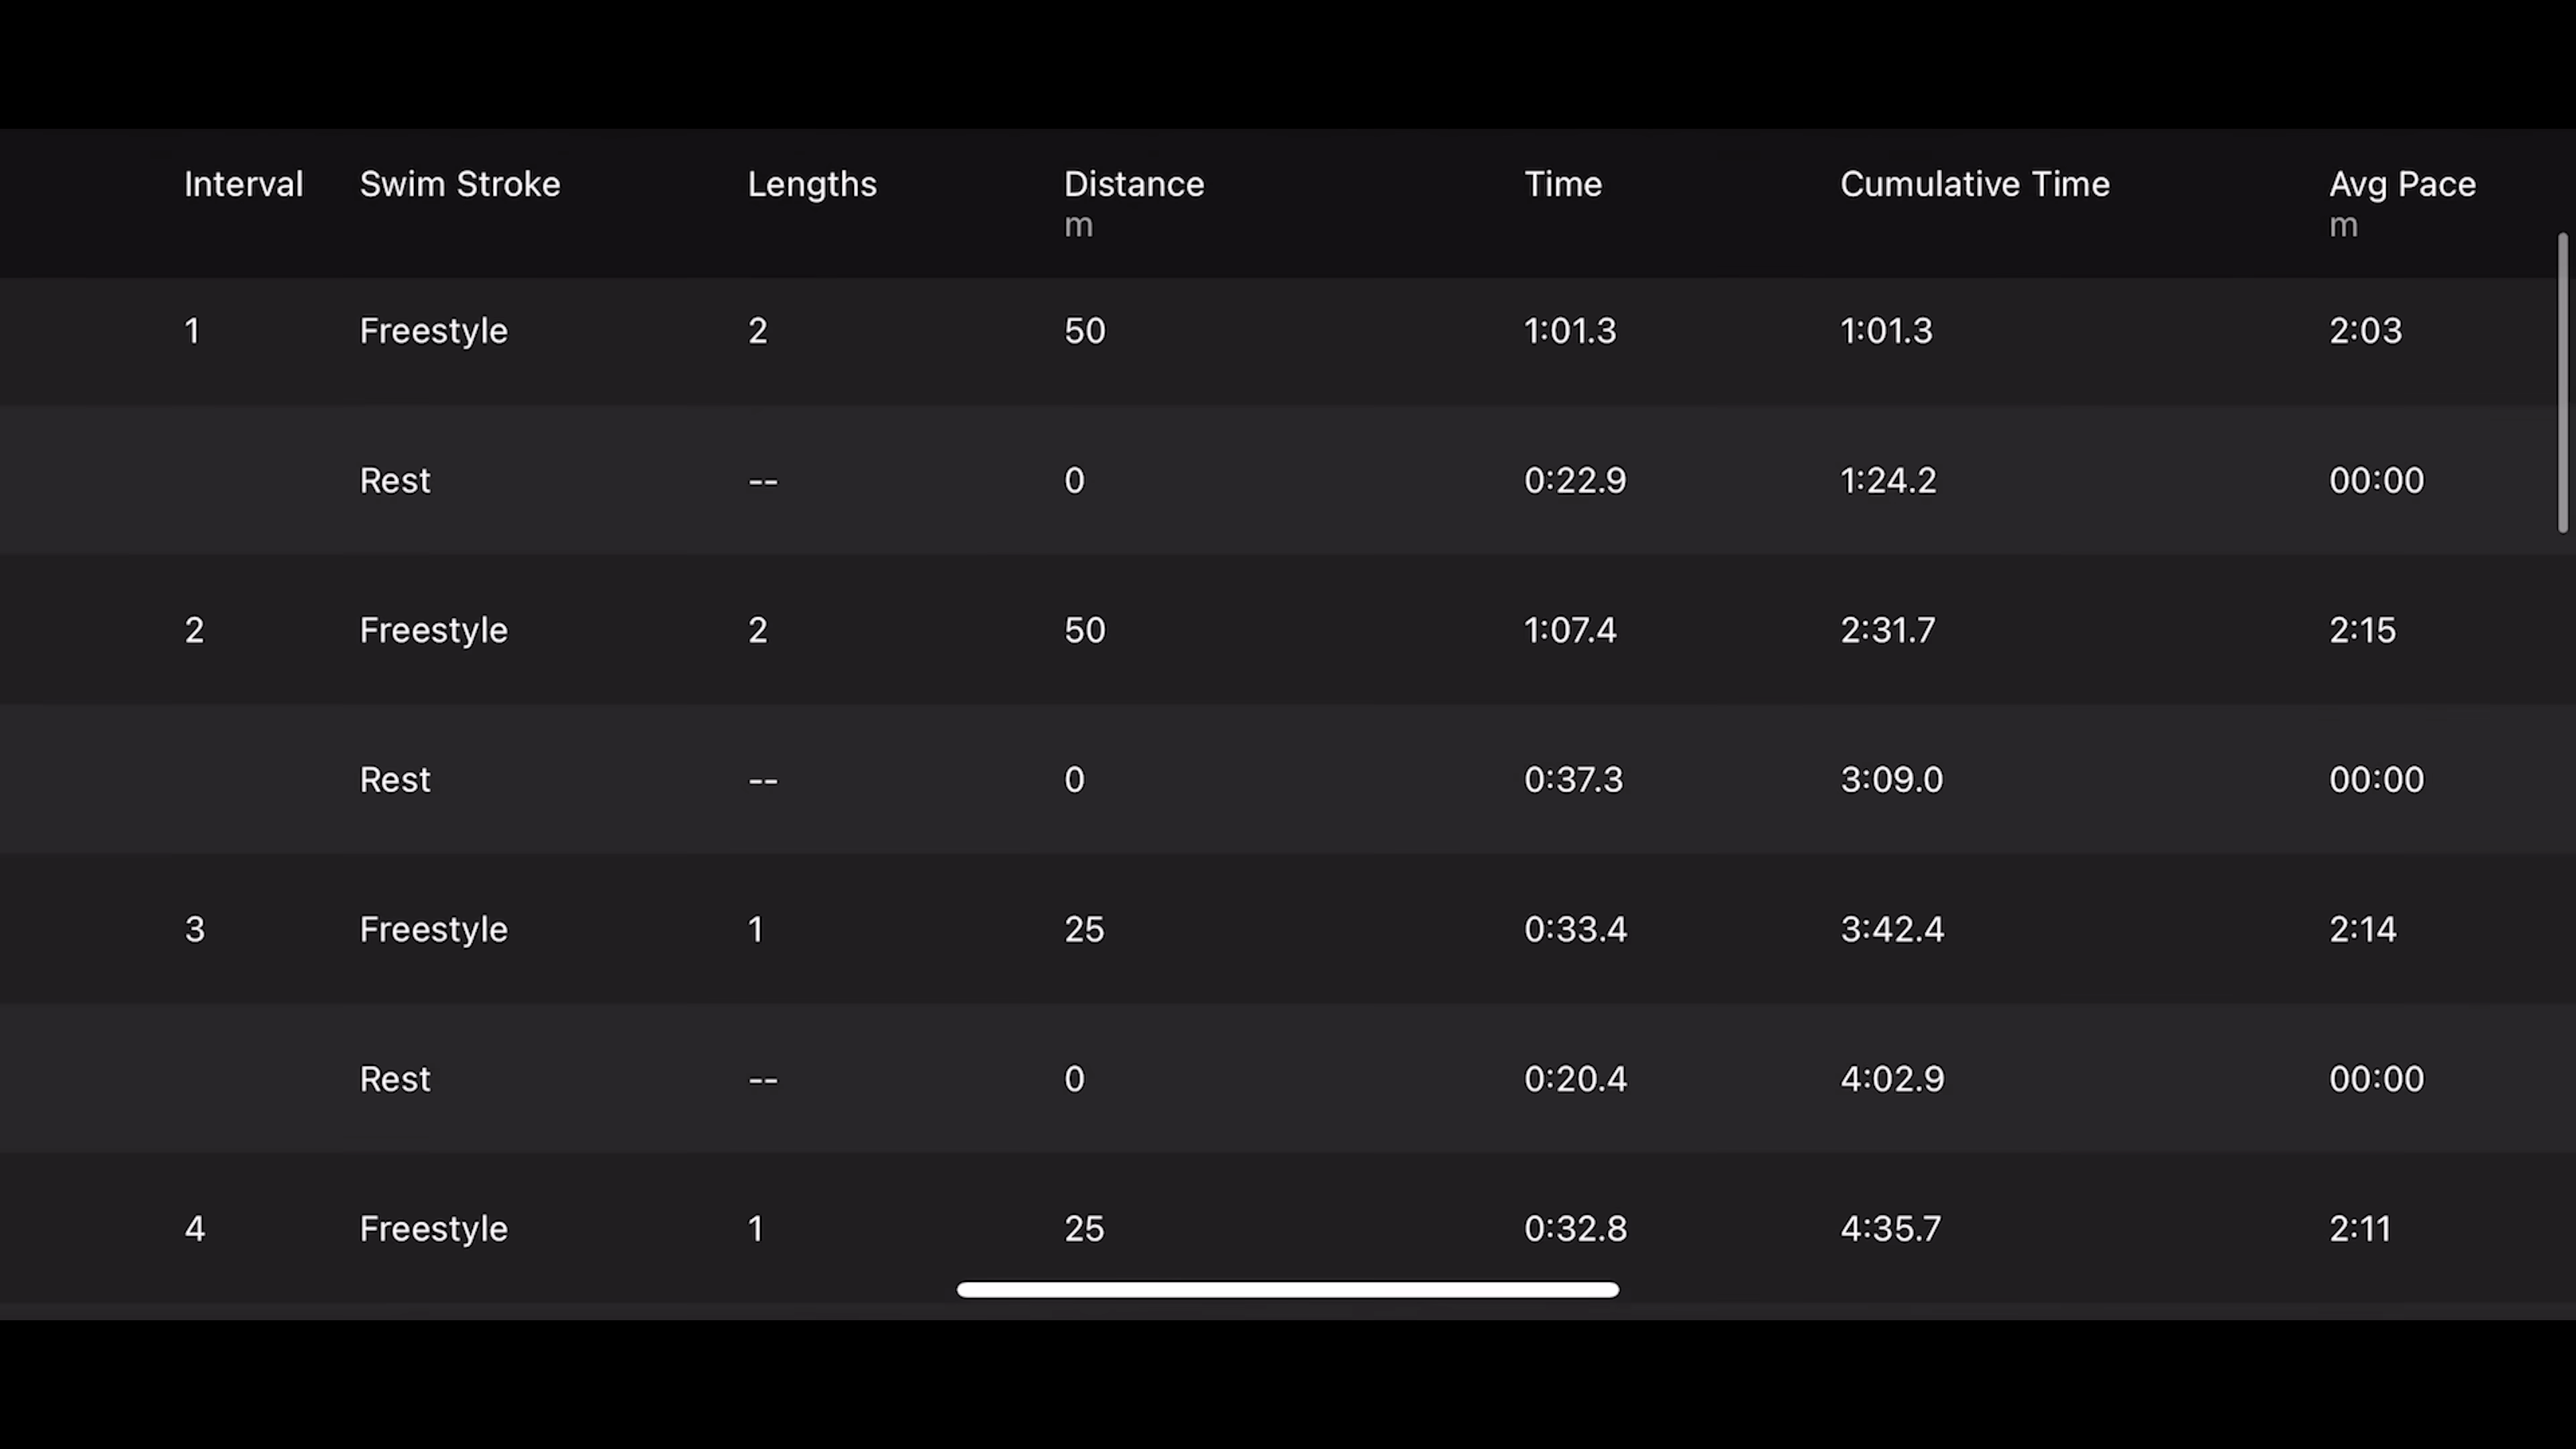 Interval Swim Stroke Lengths Distance Time Cumulative Time Avg Pace
m m
1 Freestyle 2 50 1:01.3 1:01.3 2:03
Rest -- 0 0:22.9 1:24.2 00:00
2 Freestyle 2 50 1:07.4 2:31.7 2:15
Rest -- 0 0:37.3 3:09.0 00:00
3 Freestyle 1 25 0:33.4 3:42.4 2:14
Rest -- 0 0:20.4 4:02.9 00:00
4 Freestyle 1 25 0:32.8 4:35.7 2:11